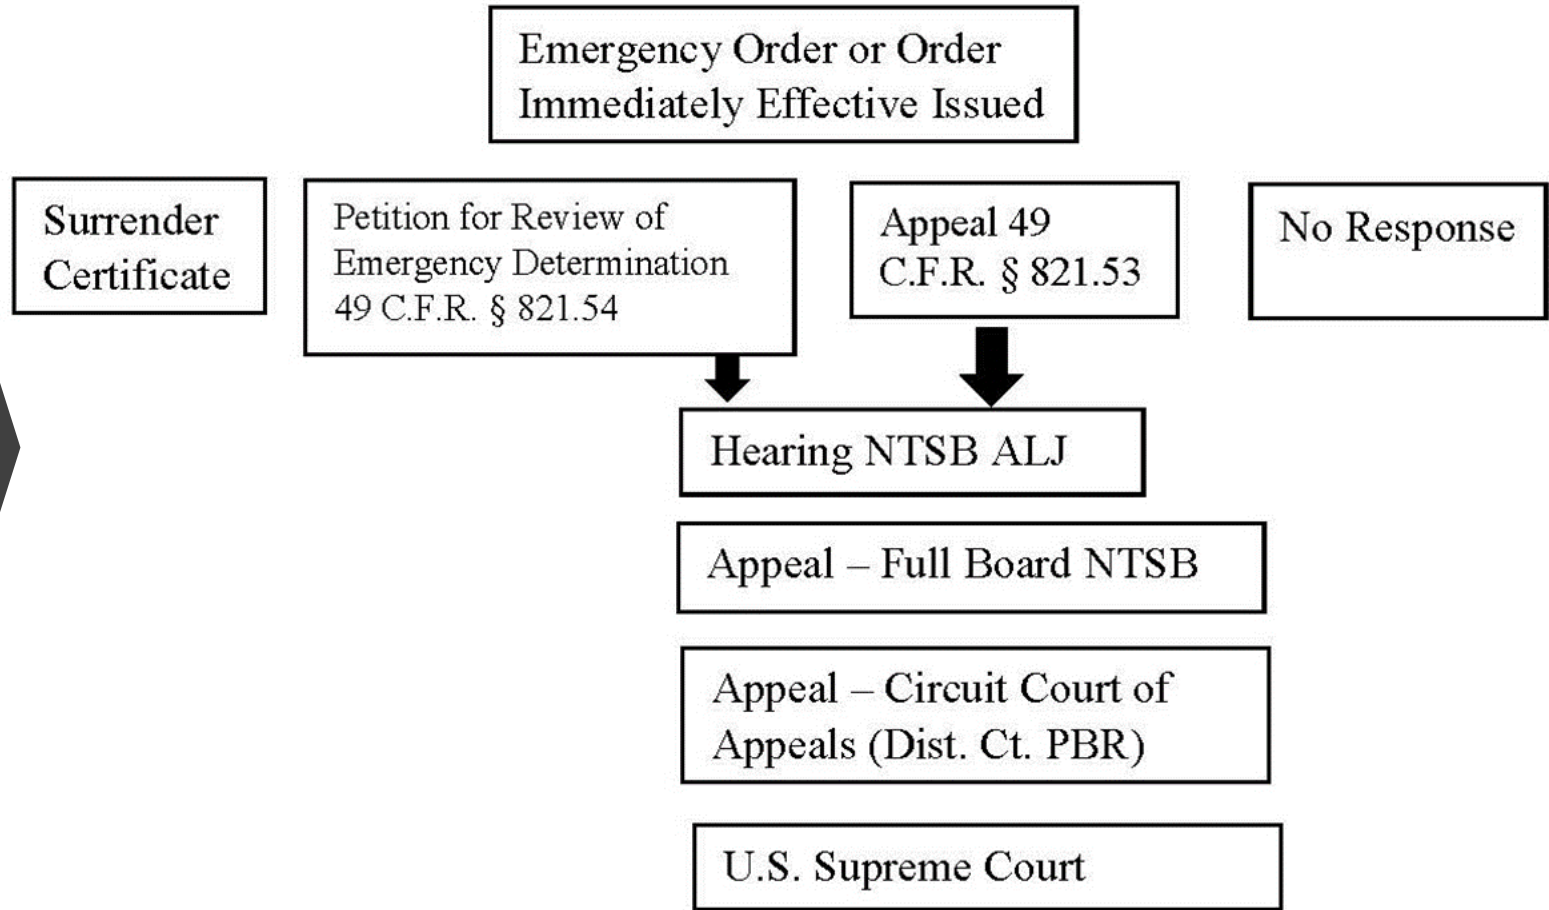 Emergency Order or Order
Immediately Effective Issued
Surrender
Certificate
Petition for Review of
Emergency Determination
49 C.F.R. § 821.54
Appeal 49
C.F.R. § 821.53
No Response
Hearing NTSB ALJ
Appeal – Full Board NTSB
Appeal – Circuit Court of
Appeals (Dist. Ct. PBR)
U.S. Supreme Court